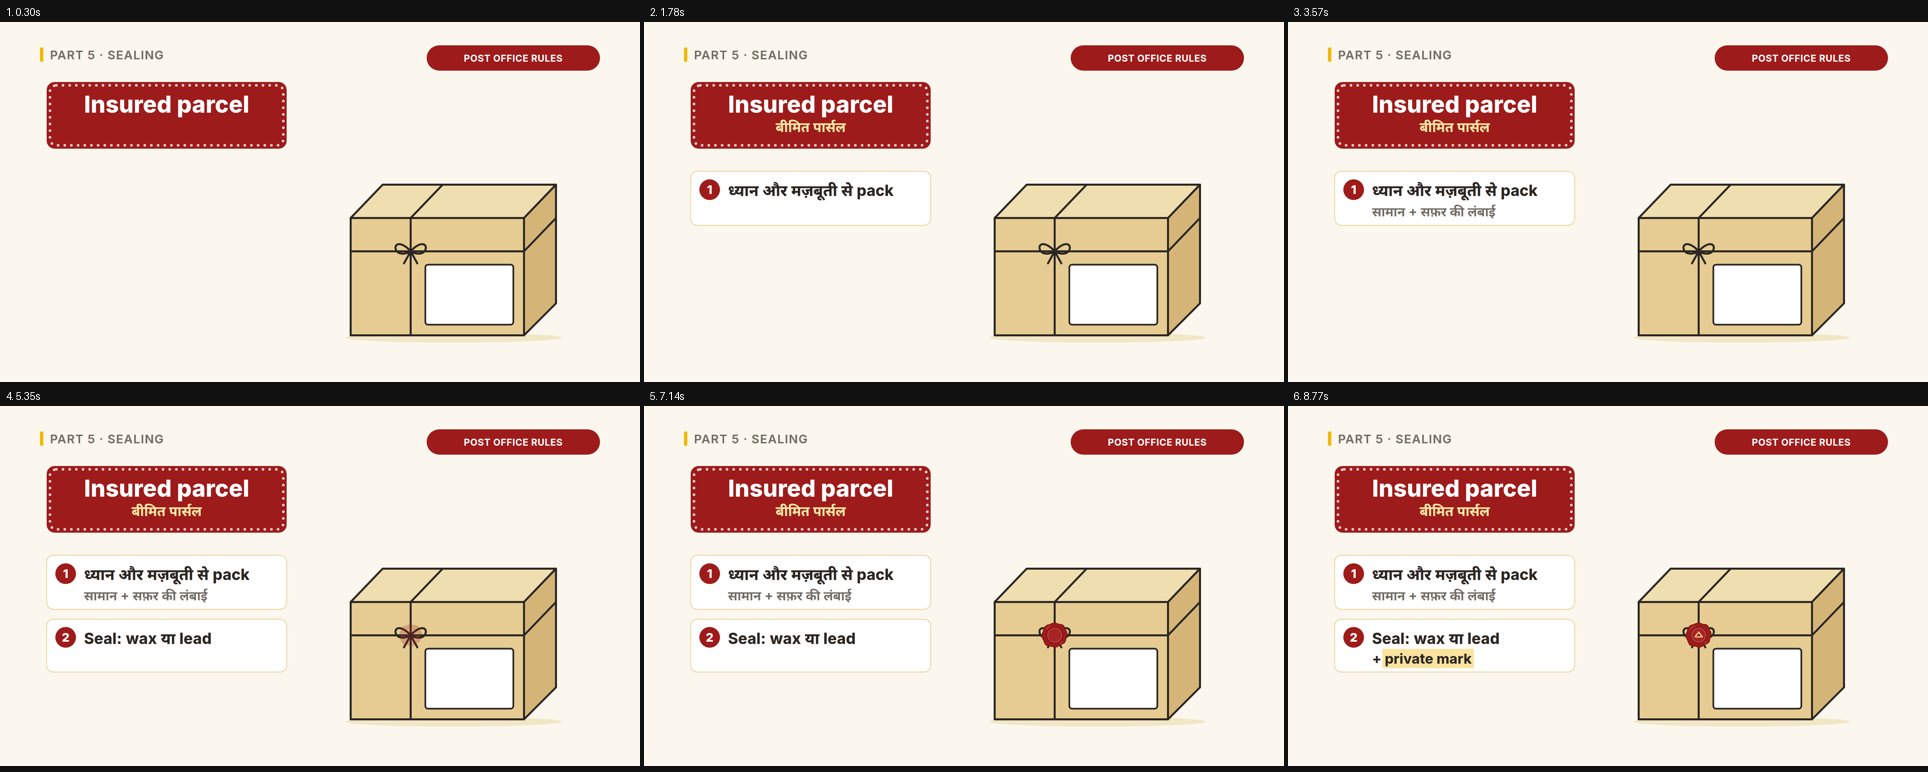 1. 0.30s
PART 5 · SEALING
POST OFFICE RULES
Insured parcel
2. 1.78s
PART 5 · SEALING
POST OFFICE RULES
Insured parcel
बीमित पार्सल
1 ध्यान और मज़बूती से pack
3. 3.57s
PART 5 · SEALING
POST OFFICE RULES
Insured parcel
बीमित पार्सल
1 ध्यान और मज़बूती से pack
सामान + सफ़र की लंबाई
4. 5.35s
PART 5 · SEALING
POST OFFICE RULES
Insured parcel
बीमित पार्सल
1 ध्यान और मज़बूती से pack
सामान + सफ़र की लंबाई
2 Seal: wax या lead
5. 7.14s
PART 5 · SEALING
POST OFFICE RULES
Insured parcel
बीमित पार्सल
1 ध्यान और मज़बूती से pack
सामान + सफ़र की लंबाई
2 Seal: wax या lead
6. 8.77s
PART 5 · SEALING
POST OFFICE RULES
Insured parcel
बीमित पार्सल
1 ध्यान और मज़बूती से pack
सामान + सफ़र की लंबाई
2 Seal: wax या lead
+ private mark